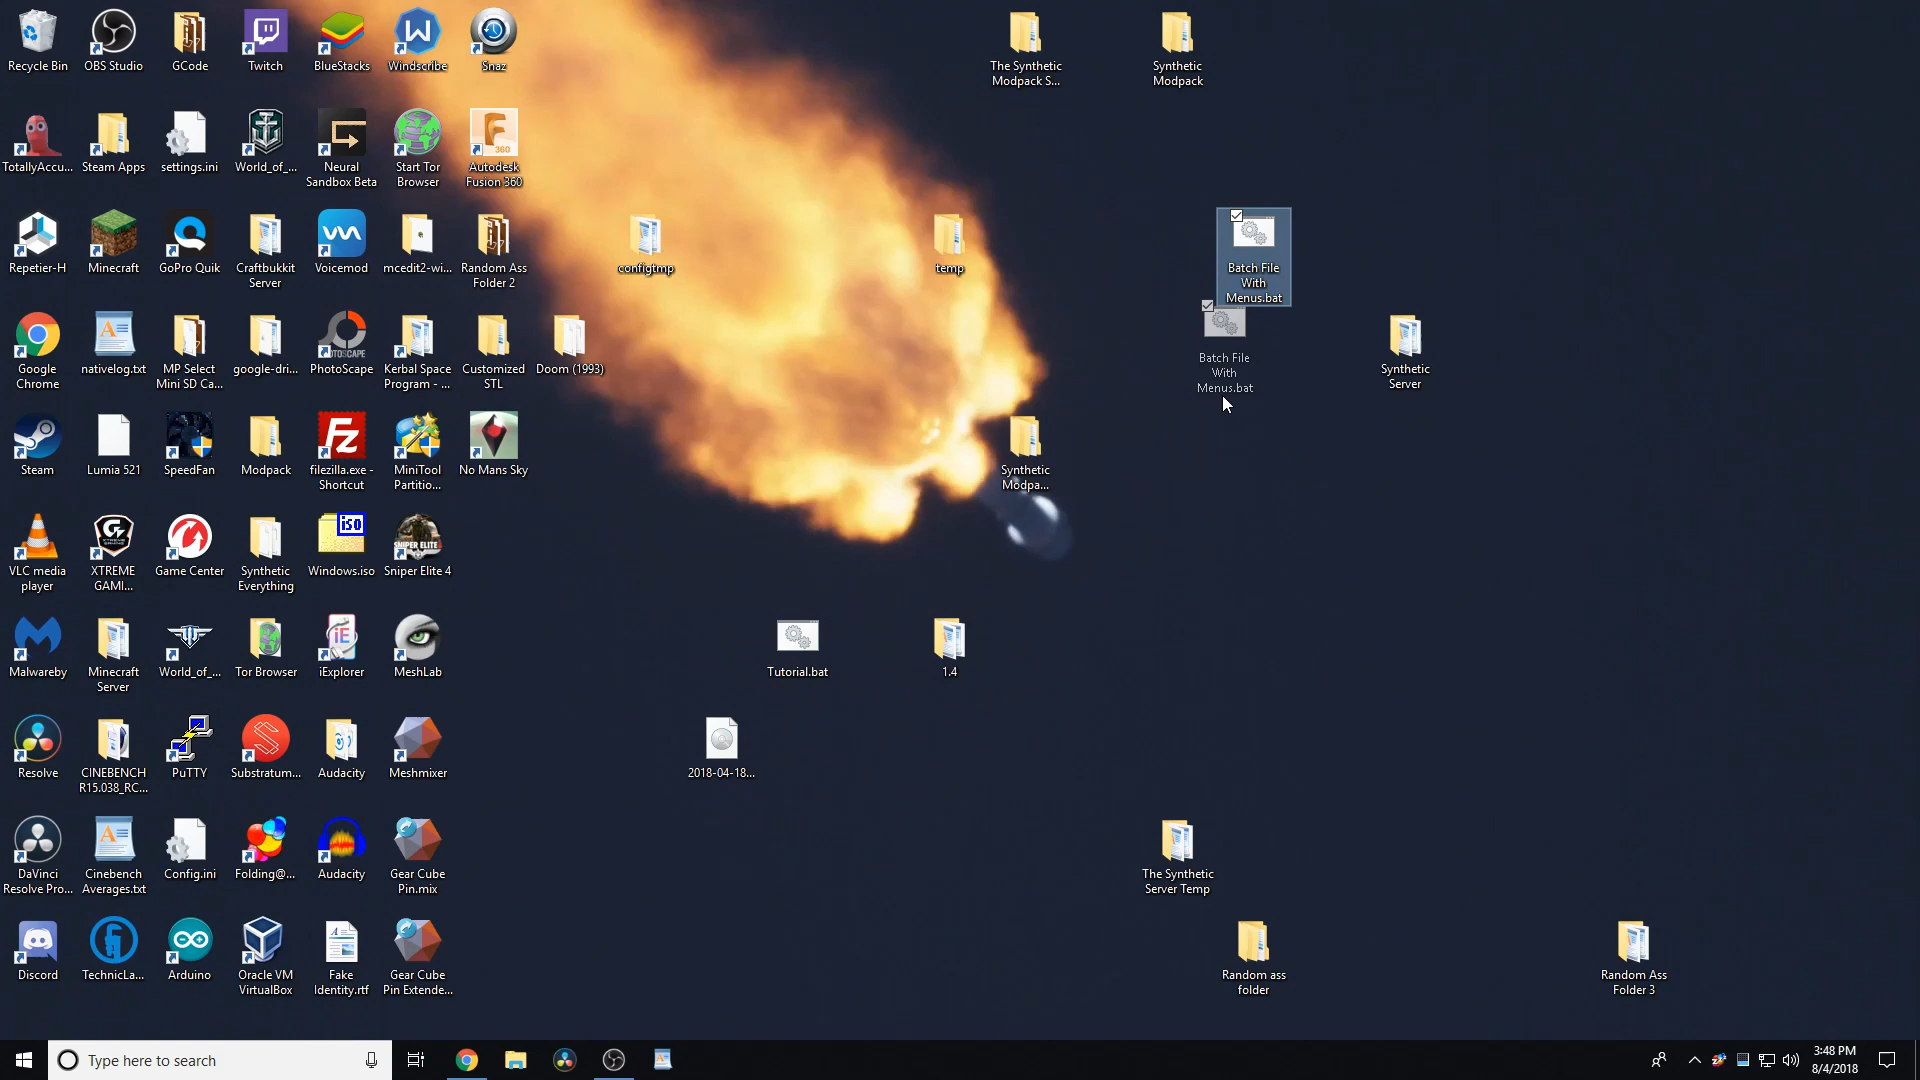 Recycle Bin
OBS Studio
GCode
Twitch
BlueStacks
Windscribe
Snaz
The Synthetic
Modpack S...
Synthetic
Modpack
TotallyAccu...
Steam Apps
settings.ini
World_of_...
Neural
Sandbox Beta
Start Tor
Browser
360
Autodesk
Fusion 360
Repetier-H
Minecraft
GoPro Quik
Craftbukkit
Server
Voicemod
mcedit2-wi...
Random Ass
Folder 2
configtmp
temp
Batch File
With
Menus.bat
Google
Chrome
nativelog.txt
MP Select
Mini SD Ca...
google-dri...
PhotoScape
Kerbal Space
Program - ...
Customized
STL
Doom (1993)
Batch File
With
Menus.bat
Synthetic
Server
Steam
Lumia 521
SpeedFan
Modpack
filezilla.exe -
Shortcut
MiniTool
Partitio...
No Mans Sky
Synthetic
Modpa...
VLC media
player
XTREME
GAMI...
Game Center
Synthetic
Everything
iso
Windows.iso
Sniper Elite 4
Malwareby
Minecraft
Server
World_of_...
Tor Browser
iE
iExplorer
MeshLab
Tutorial.bat
1.4
Resolve
CINEBENCH
R15.038_RC...
PuTTY
Substratum...
Audacity
Meshmixer
2018-04-18...
DaVinci
Resolve Pro...
Cinebench
Averages.txt
Config.ini
Folding@...
Audacity
Gear Cube
Pin.mix
The Synthetic
Server Temp
Discord
TechnicLa...
Arduino
Oracle VM
VirtualBox
Fake
Identity.rtf
Gear Cube
Pin Extende...
Random ass
folder
Random Ass
Folder 3
Type here to search
3:48 PM
8/4/2018